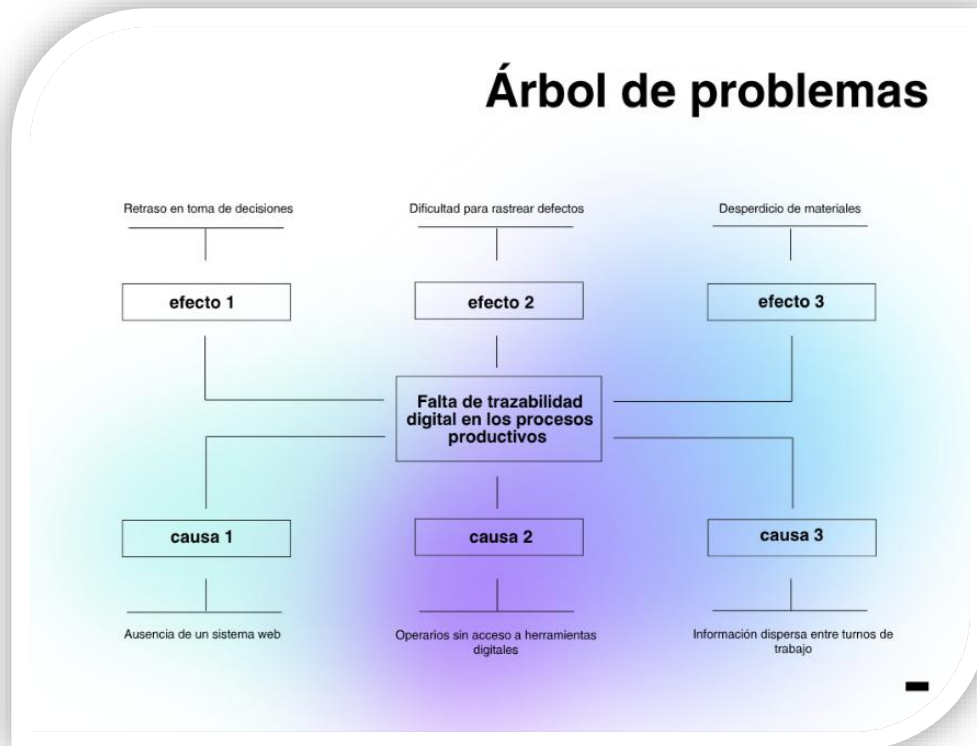 Árbol de problemas
Retraso en toma de decisiones
Dificultad para rastrear defectos
Desperdicio de materiales
efecto 1
efecto 2
efecto 3
Falta de trazabilidad
digital en los procesos
productivos
causa 1
causa 2
causa 3
Ausencia de un sistema web
Operarios sin acceso a herramientas
digitales
Información dispersa entre turnos de
trabajo